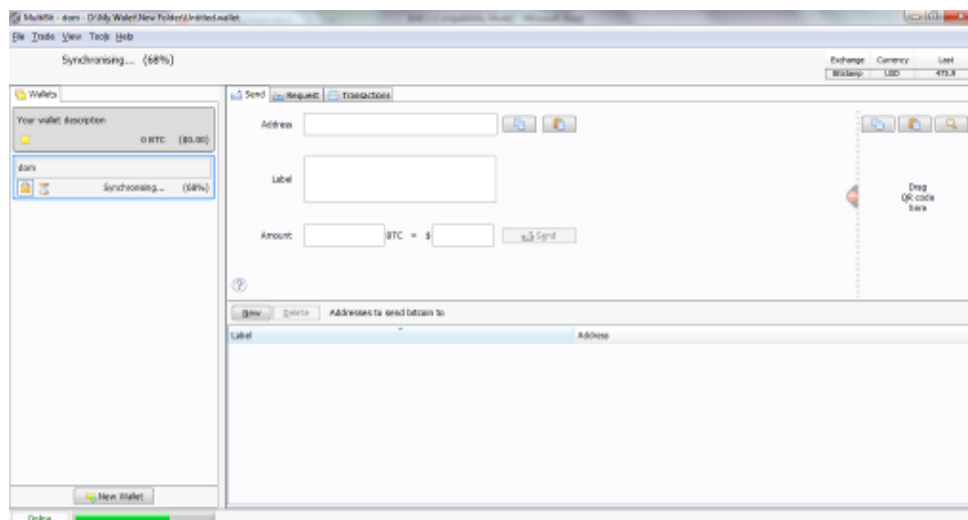 MultiBit - dom - D:\My Wallet\New Folder\Untitled.wallet
File Trade View Tools Help
Synchronising... (68%)
Exchange Currency Last
Bitstamp USD 475.9
Wallets
Send Request Transactions
Your wallet description
0 BTC ($0.00)
dom
Synchronising... (68%)
Address
Label
Amount BTC = $ Send
Drag
QR code
here
New Delete Addresses to send bitcoin to
Label Address
New Wallet
Online